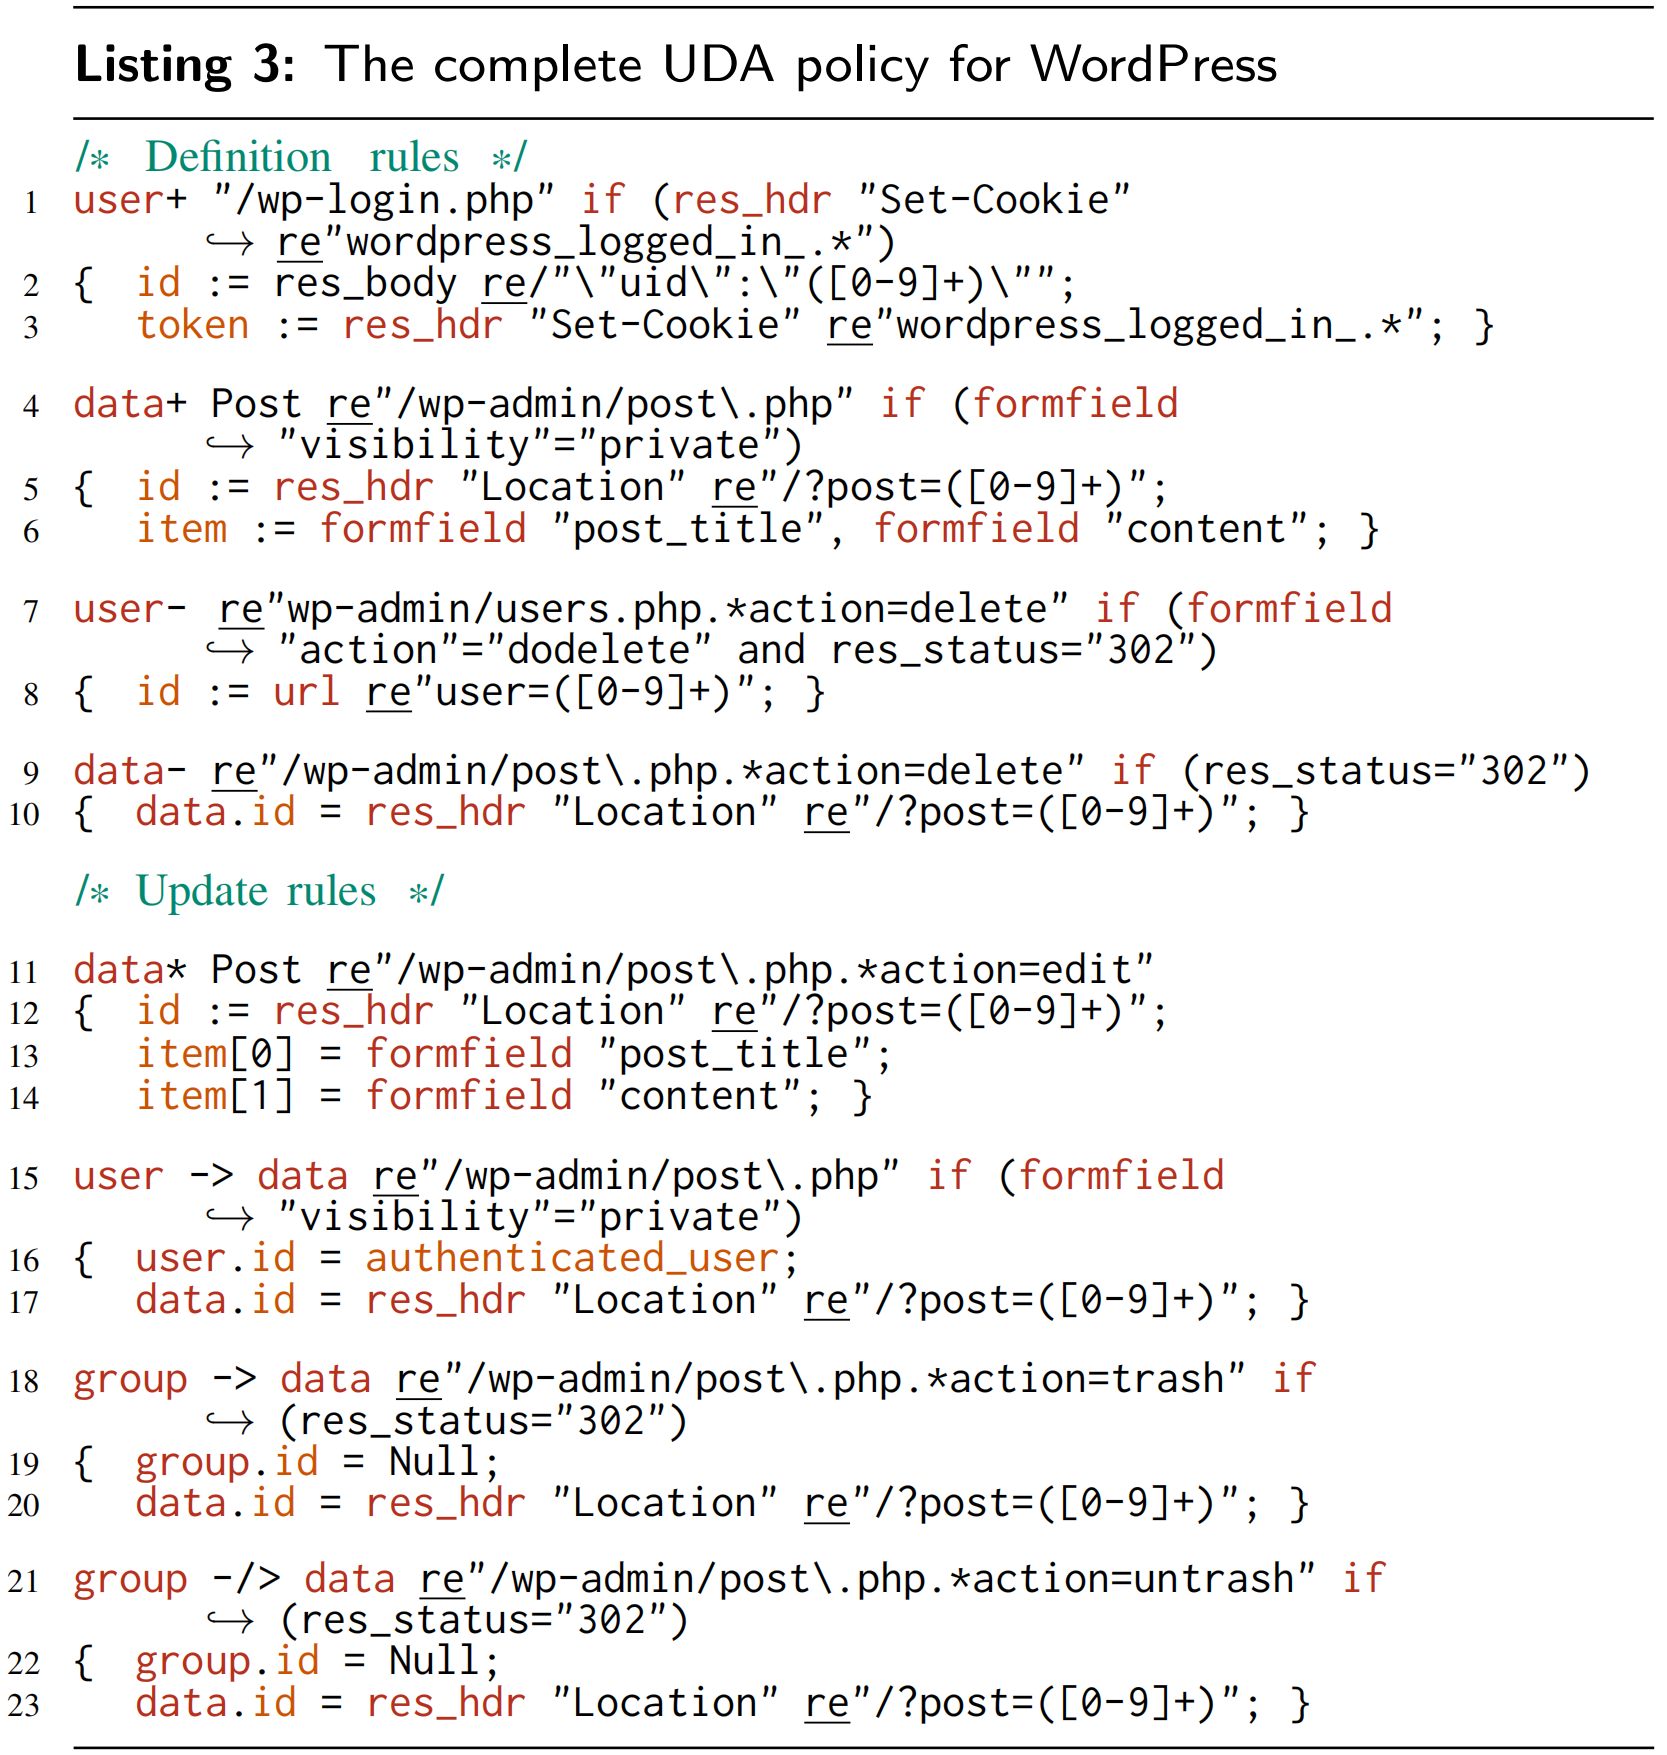 Listing 3: The complete UDA policy for WordPress
/* Definition rules */
1 user+ "/wp-login.php" if (res_hdr "Set-Cookie"
↪ re"wordpress_logged_in_.*")
2 { id := res_body re/"\"uid\":\"([0-9]+)\"";
3 token := res_hdr "Set-Cookie" re"wordpress_logged_in_.*"; }
4 data+ Post re"/wp-admin/post\.php" if (formfield
↪ "visibility"="private")
5 { id := res_hdr "Location" re"/?post=([0-9]+)";
6 item := formfield "post_title", formfield "content"; }
7 user- re"wp-admin/users.php.*action=delete" if (formfield
↪ "action"="dodelete" and res_status="302")
8 { id := url re"user=([0-9]+)"; }
9 data- re"/wp-admin/post\.php.*action=delete" if (res_status="302")
10 { data.id = res_hdr "Location" re"/?post=([0-9]+)"; }
/* Update rules */
11 data* Post re"/wp-admin/post\.php.*action=edit"
12 { id := res_hdr "Location" re"/?post=([0-9]+)";
13 item[0] = formfield "post_title";
14 item[1] = formfield "content"; }
15 user -> data re"/wp-admin/post\.php" if (formfield
↪ "visibility"="private")
16 { user.id = authenticated_user;
17 data.id = res_hdr "Location" re"/?post=([0-9]+)"; }
18 group -> data re"/wp-admin/post\.php.*action=trash" if
↪ (res_status="302")
19 { group.id = Null;
20 data.id = res_hdr "Location" re"/?post=([0-9]+)"; }
21 group -/> data re"/wp-admin/post\.php.*action=untrash" if
↪ (res_status="302")
22 { group.id = Null;
23 data.id = res_hdr "Location" re"/?post=([0-9]+)"; }